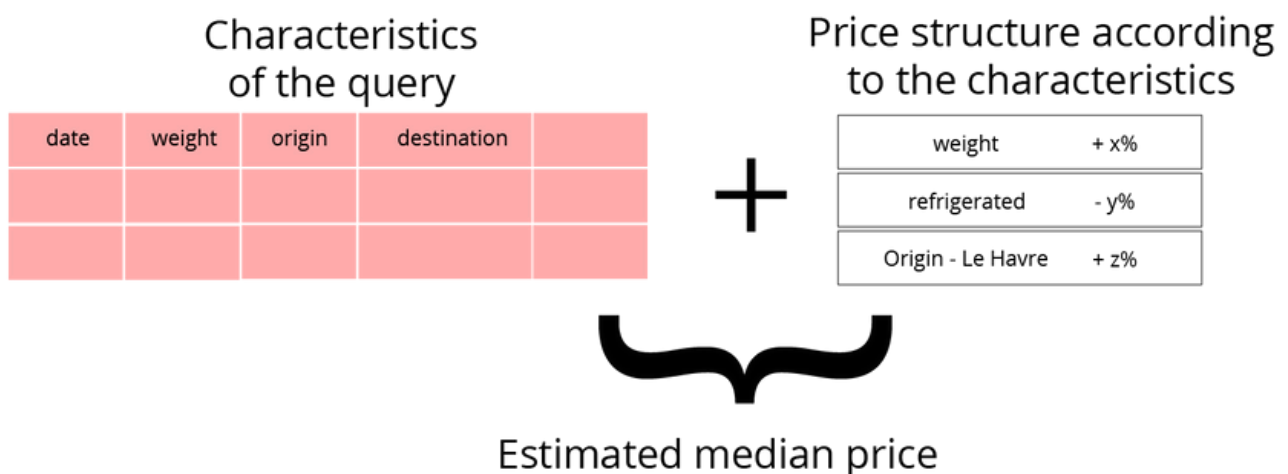 Characteristics
of the query
date weight origin destination
+
Price structure according
to the characteristics
weight + x%
refrigerated - y%
Origin - Le Havre + z%
Estimated median price